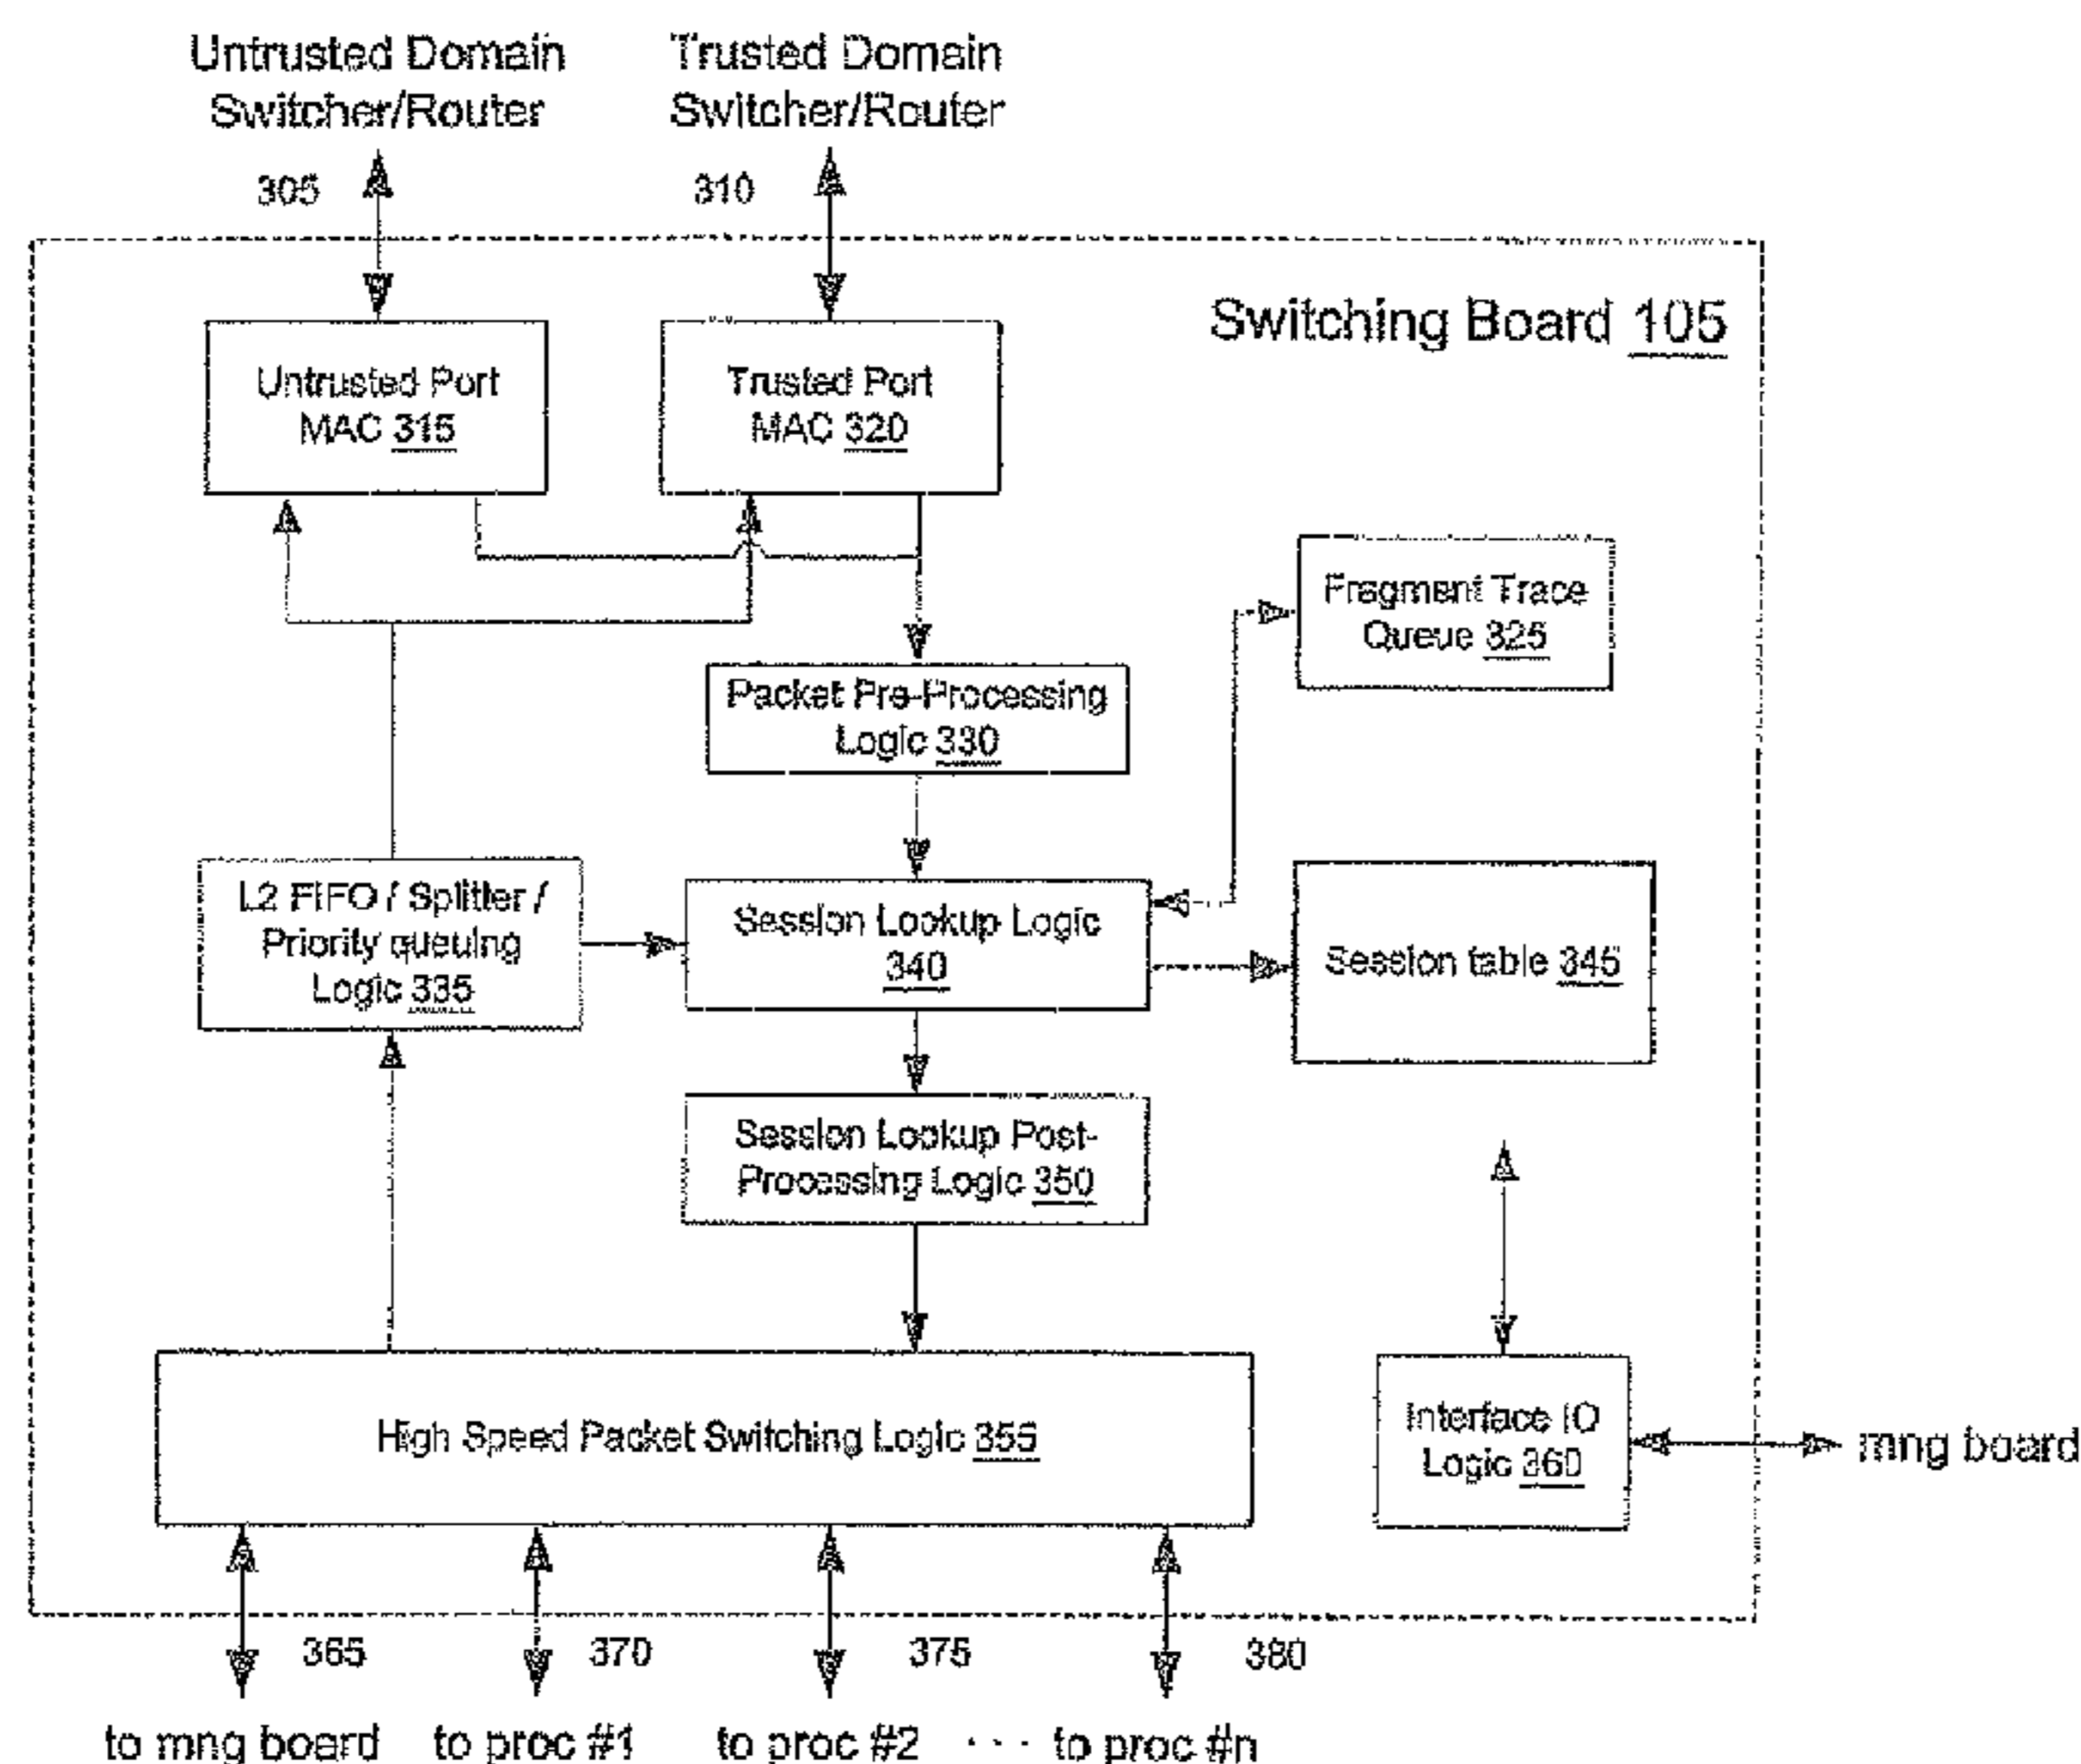 Untrusted Domain
Switcher/Router
Trusted Domain
Switcher/Router
305
310
Switching Board 105
Untrusted Port
MAC 315
Trusted Port
MAC 320
Fragment Trace
Queue 325
Packet Pre-Processing
Logic 330
L2 FIFO / Splitter /
Priority queuing
Logic 335
Session Lookup Logic
340
Session table 345
Session Lookup Post-
Processing Logic 350
High Speed Packet Switching Logic 355
Interface IO
Logic 360
mng board
365
370
375
380
to mng board
to proc #1
to proc #2
... to proc #n